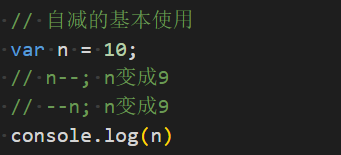 // 自减的基本使用
var n = 10;
// n--; n变成9
// --n; n变成9
console.log(n)